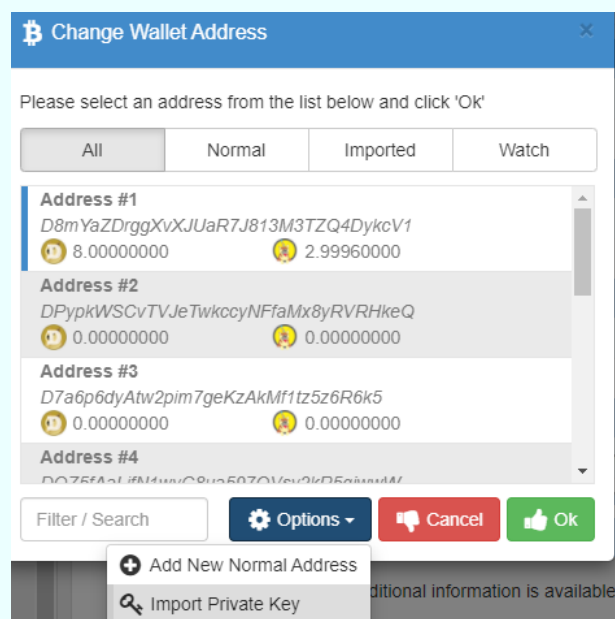 Change Wallet Address
×
Please select an address from the list below and click 'Ok'
All Normal Imported Watch
Address #1
D8mYaZDrggXvXJUaR7J813M3TZQ4DykcV1
8.00000000 2.99960000
Address #2
DPypkWSCvTVJeTwkccyNFfaMx8yRVRHkeQ
0.00000000 0.00000000
Address #3
D7a6p6dyAtw2pim7geKzAkMf1tz5z6R6k5
0.00000000 0.00000000
Address #4
Filter / Search Options Cancel Ok
Add New Normal Address
ditional information is available
Import Private Key